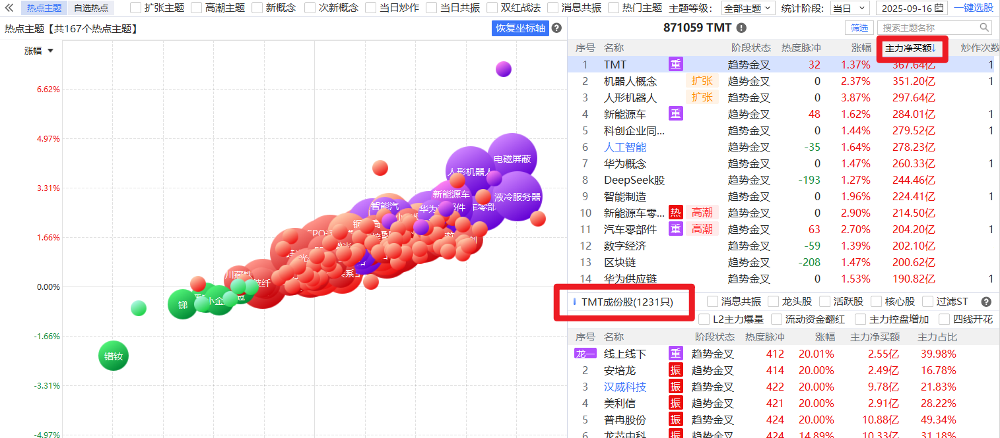 热点主题 自选热点 扩张主题 高潮主题 新概念 次新概念 当日炒作 当日共振 双红战法 消息共振 热门主题 主题等级: 全部主题 统计阶段: 当日 2025-09-16 一键选股
热点主题【共167个热点主题】 恢复坐标轴
涨幅
6.62%
4.97%
3.31%
1.66%
0.00%
-1.66%
-3.31%
-4.97%
电磁屏蔽
人形机器人
新能源车
液冷服务器
智能汽
川藏铁
锑
小金
镨钕
871059 TMT 筛选 搜索主题名称
序号 名称 阶段状态 热度脉冲 涨幅 主力净买额↓ 炒作次数
1 TMT 重 趋势金叉 32 1.37% 367.64亿 1
2 机器人概念 扩张 趋势金叉 0 2.37% 351.20亿 1
3 人形机器人 扩张 趋势金叉 0 3.87% 297.64亿
4 新能源车 重 趋势金叉 48 1.62% 284.01亿 1
5 科创企业同... 趋势金叉 0 1.44% 279.52亿 1
6 人工智能 趋势金叉 -35 1.64% 278.23亿
7 华为概念 趋势金叉 0 1.47% 260.33亿 1
8 DeepSeek股 趋势金叉 -193 1.27% 244.46亿
9 智能制造 趋势金叉 0 1.96% 224.41亿 1
10 新能源车零... 热 高潮 趋势金叉 0 2.90% 214.50亿
11 汽车零部件 重 高潮 趋势金叉 63 2.70% 204.20亿 1
12 数字经济 趋势金叉 -59 1.39% 202.10亿
13 区块链 趋势金叉 -208 1.47% 200.62亿
14 华为供应链 趋势金叉 0 1.53% 190.82亿 1
TMT成份股(1231只) 消息共振 龙头股 活跃股 核心股 过滤ST
L2主力爆量 流动资金翻红 主力控盘增加 四线开花
序号 名称 阶段状态 热度脉冲 涨幅 主力净买额 主力占比
龙一 线上线下 重 趋势金叉 412 20.01% 2.55亿 39.98%
2 安培龙 振 趋势金叉 414 20.00% 2.49亿 16.78%
3 汉威科技 振 趋势金叉 422 20.00% 9.78亿 21.83%
4 美利信 振 趋势金叉 421 20.00% 2.91亿 28.22%
5 普冉股份 振 趋势金叉 424 20.00% 10.88亿 49.34%
6 龙芯中科 振 趋势金叉 424 14.89% 10.33亿 31.18%